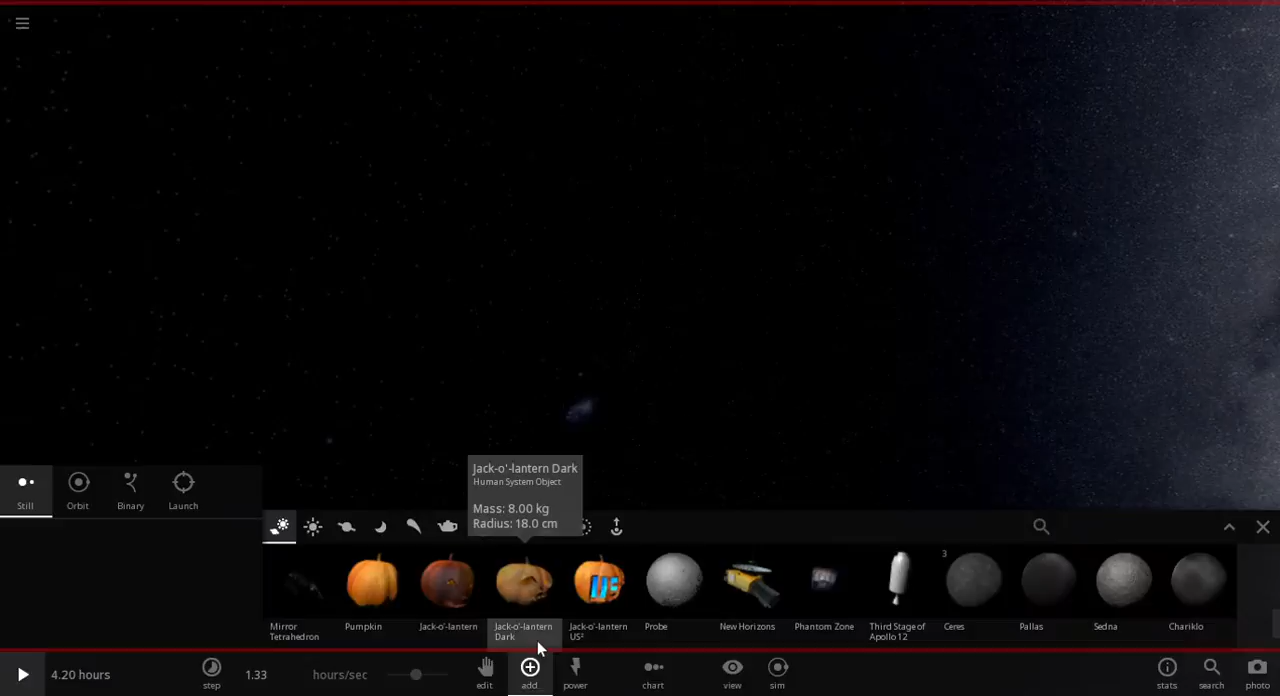 Jack-o'-lantern Dark
Human System Object
Mass: 8.00 kg
Radius: 18.0 cm
Still
Orbit
Binary
Launch
3
Mirror
Tetrahedron
Pumpkin
Jack-o'-lantern
Jack-o'-lantern
Dark
Jack-o'-lantern
US²
Probe
New Horizons
Phantom Zone
Third Stage of
Apollo 12
Ceres
Pallas
Sedna
Chariklo
4.20 hours
step
1.33
hours/sec
edit
add
power
chart
view
sim
stats
search
photo